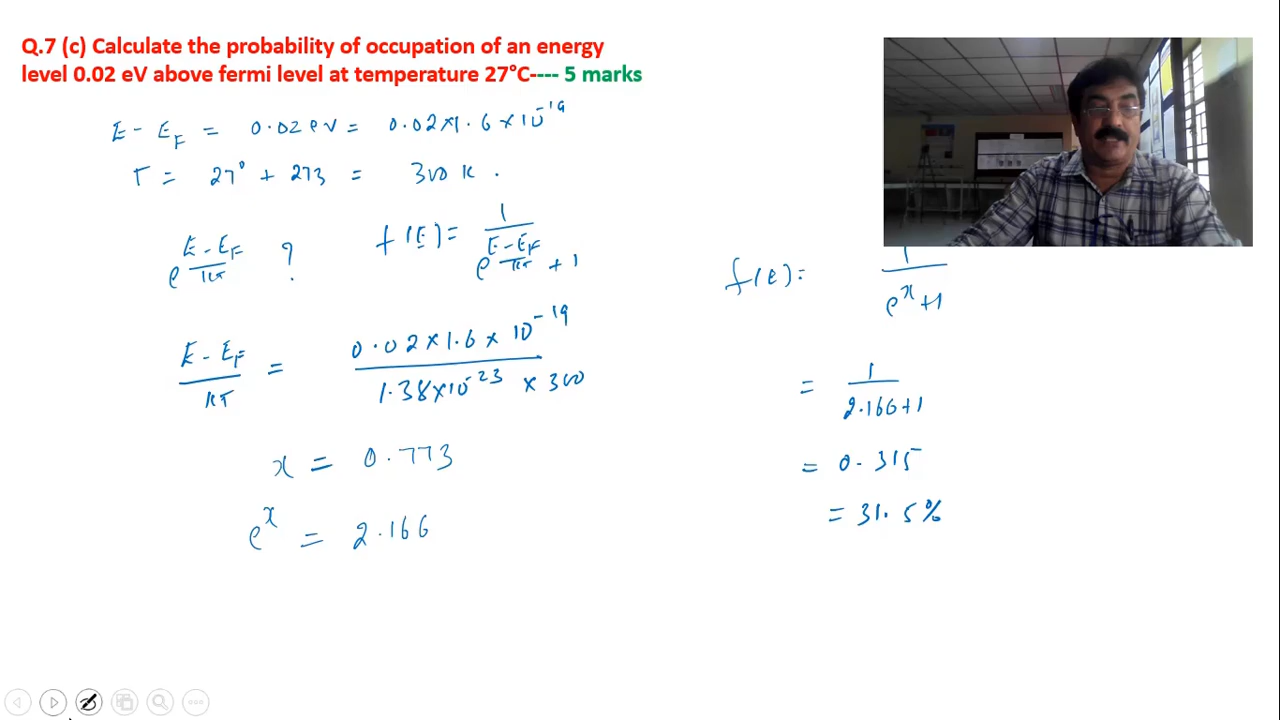 Q.7 (c) Calculate the probability of occupation of an energy
level 0.02 eV above fermi level at temperature 27°C---- 5 marks
E - E_F = 0.02 eV = 0.02×1.6×10^-19
T = 27° + 273 = 300 K .
e^((E-E_F)/KT) ? f(E) = 1/(e^((E-E_F)/KT) + 1)
f(E) = 1/(e^x+1)
(E - E_F)/KT = (0.02×1.6×10^-19)/(1.38×10^-23 × 300)
= 1/(2.166+1)
x = 0.773
= 0.315
e^x = 2.166
= 31.5%